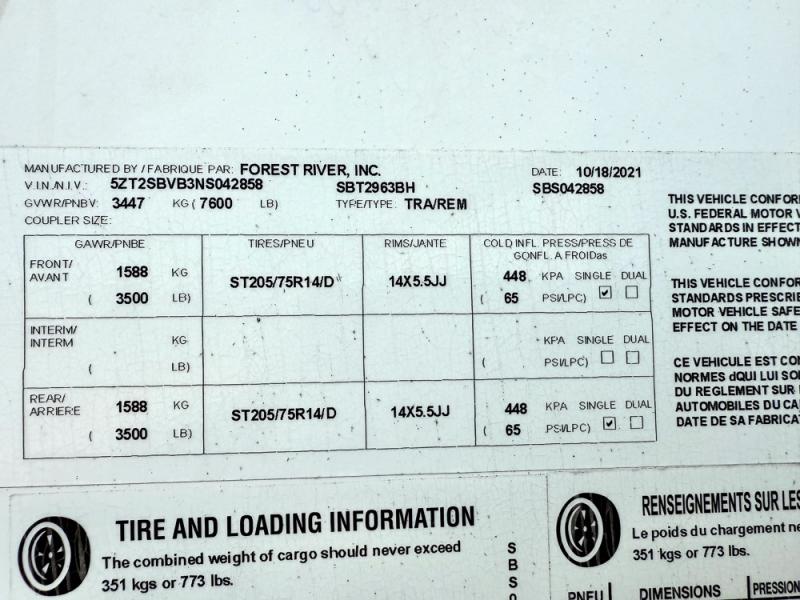 MANUFACTURED BY / FABRIQUE PAR: FOREST RIVER, INC. DATE: 10/18/2021
V.I.N./N.I.V.: 5ZT2SBVB3NS042858 SBT2963BH SBS042858
GVWR/PNBV: 3447 KG ( 7600 LB) TYPE/TYPE: TRA/REM
COUPLER SIZE:
GAWR/PNBE TIRES/PNEU RIMS/JANTE COLD INFL. PRESS/PRESS DE
GONFL. A FROIDas
FRONT/
AVANT 1588 KG ST205/75R14/D 14X5.5JJ 448 KPA SINGLE DUAL
( 3500 LB) ( 65 PSI/LPC)
INTERM/
INTERM KG KPA SINGLE DUAL
( LB) ( PSI/LPC)
REAR/
ARRIERE 1588 KG ST205/75R14/D 14X5.5JJ 448 KPA SINGLE DUAL
( 3500 LB) ( 65 PSI/LPC)
THIS VEHICLE CONFOR
U.S. FEDERAL MOTOR V
STANDARDS IN EFFECT
MANUFACTURE SHOWN
THIS VEHICLE CONFOR
STANDARDS PRESCRIE
MOTOR VEHICLE SAFE
EFFECT ON THE DATE
CE VEHICULE EST CO
NORMES dQUI LUI SO
DU REGLEMENT SUR
AUTOMOBILES DU CA
DATE DE SA FABRICAT
TIRE AND LOADING INFORMATION
The combined weight of cargo should never exceed
351 kgs or 773 lbs.
S
B
S
RENSEIGNEMENTS SUR LES
Le poids du chargement ne
351 kgs or 773 lbs.
PNEU DIMENSIONS PRESSION